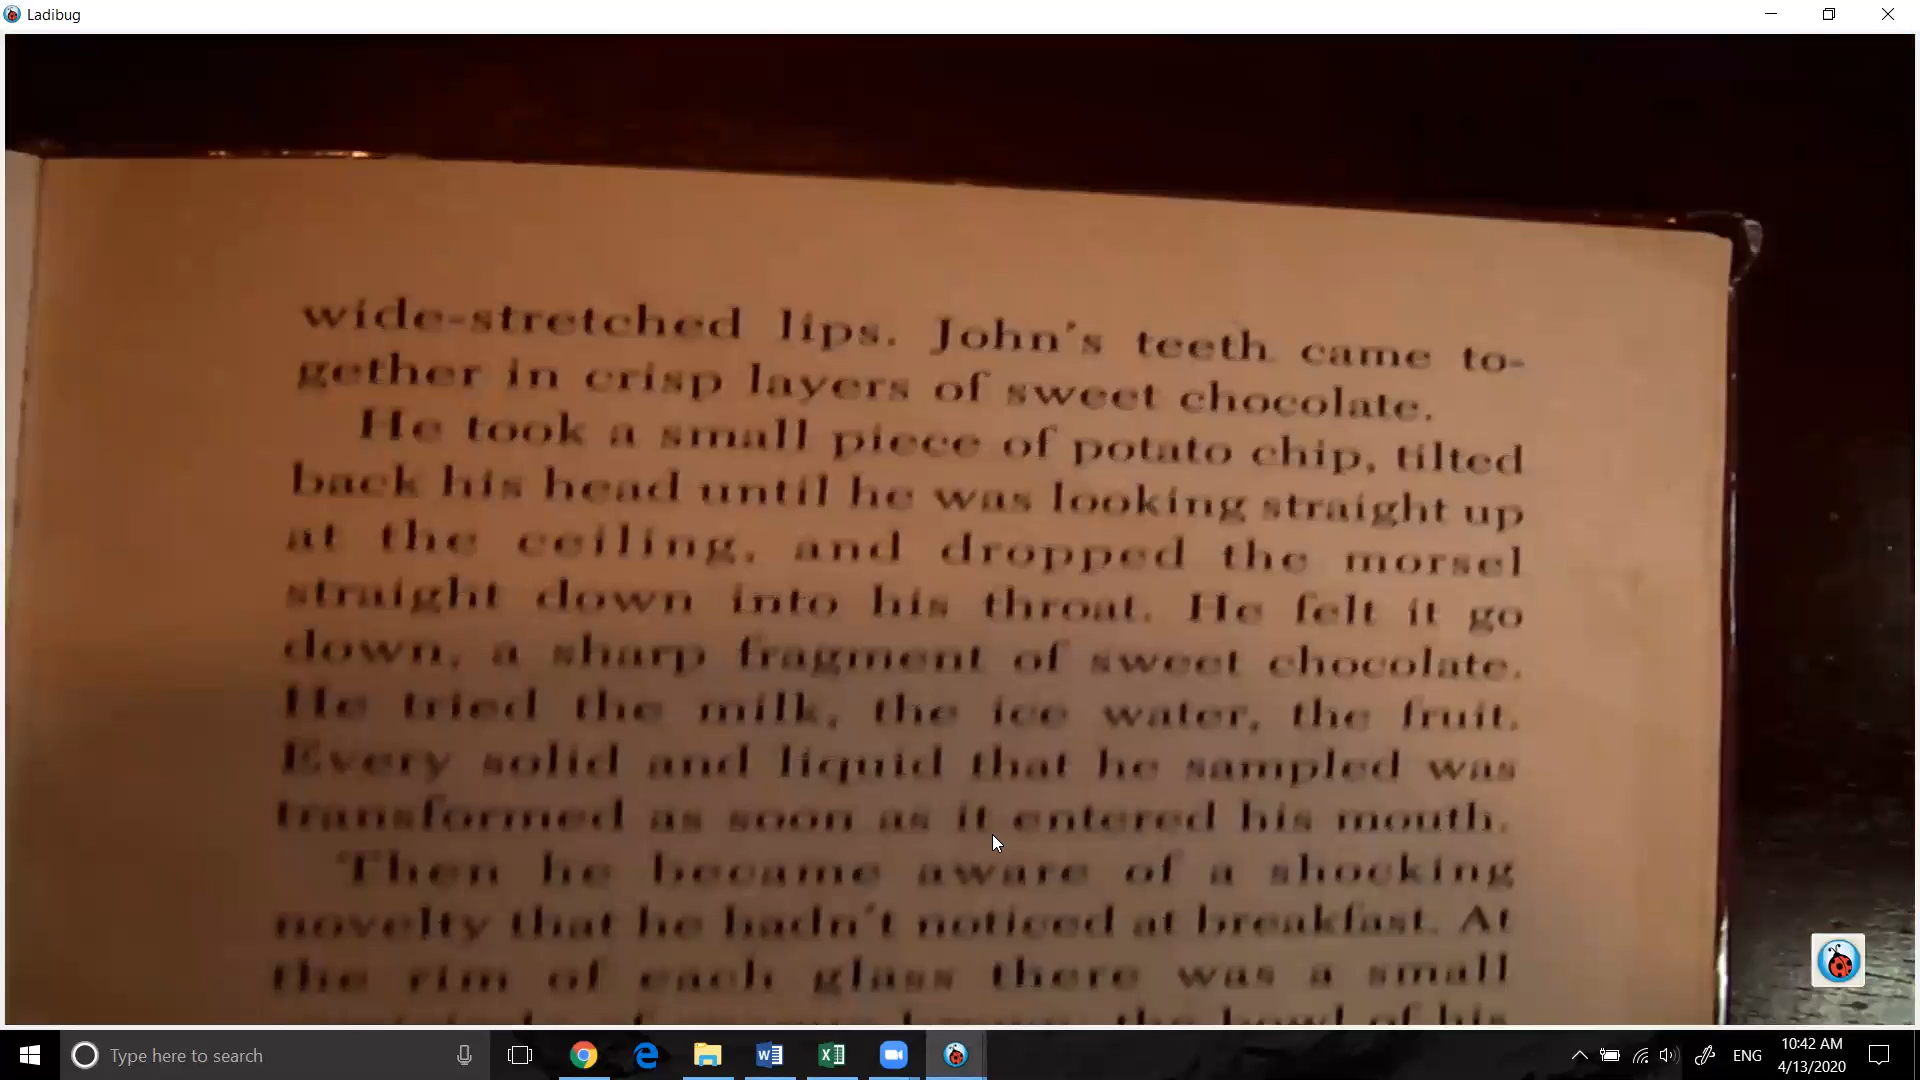 Ladibug
wide-stretched lips. John's teeth came to-
gether in crisp layers of sweet chocolate.
He took a small piece of potato chip, tilted
back his head until he was looking straight up
at the ceiling, and dropped the morsel
straight down into his throat. He felt it go
down, a sharp fragment of sweet chocolate.
He tried the milk, the ice water, the fruit.
Every solid and liquid that he sampled was
transformed as soon as it entered his mouth.
Then he became aware of a shocking
novelty that he hadn't noticed at breakfast. At
the rim of each glass there was a small
the bowl of his
Type here to search
ENG
10:42 AM
4/13/2020